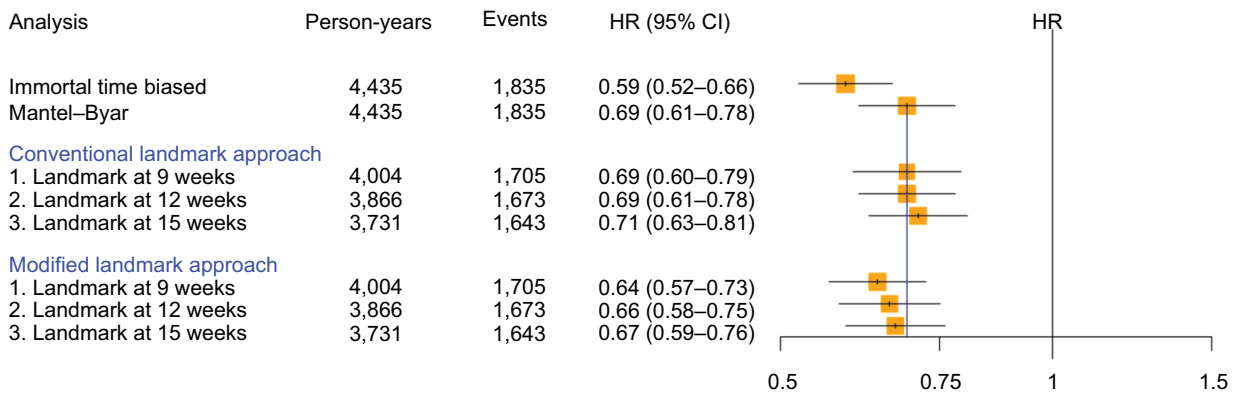 Analysis Person-years Events HR (95% CI) HR
Immortal time biased 4,435 1,835 0.59 (0.52–0.66)
Mantel–Byar 4,435 1,835 0.69 (0.61–0.78)
Conventional landmark approach
1. Landmark at 9 weeks 4,004 1,705 0.69 (0.60–0.79)
2. Landmark at 12 weeks 3,866 1,673 0.69 (0.61–0.78)
3. Landmark at 15 weeks 3,731 1,643 0.71 (0.63–0.81)
Modified landmark approach
1. Landmark at 9 weeks 4,004 1,705 0.64 (0.57–0.73)
2. Landmark at 12 weeks 3,866 1,673 0.66 (0.58–0.75)
3. Landmark at 15 weeks 3,731 1,643 0.67 (0.59–0.76)
0.5 0.75 1 1.5